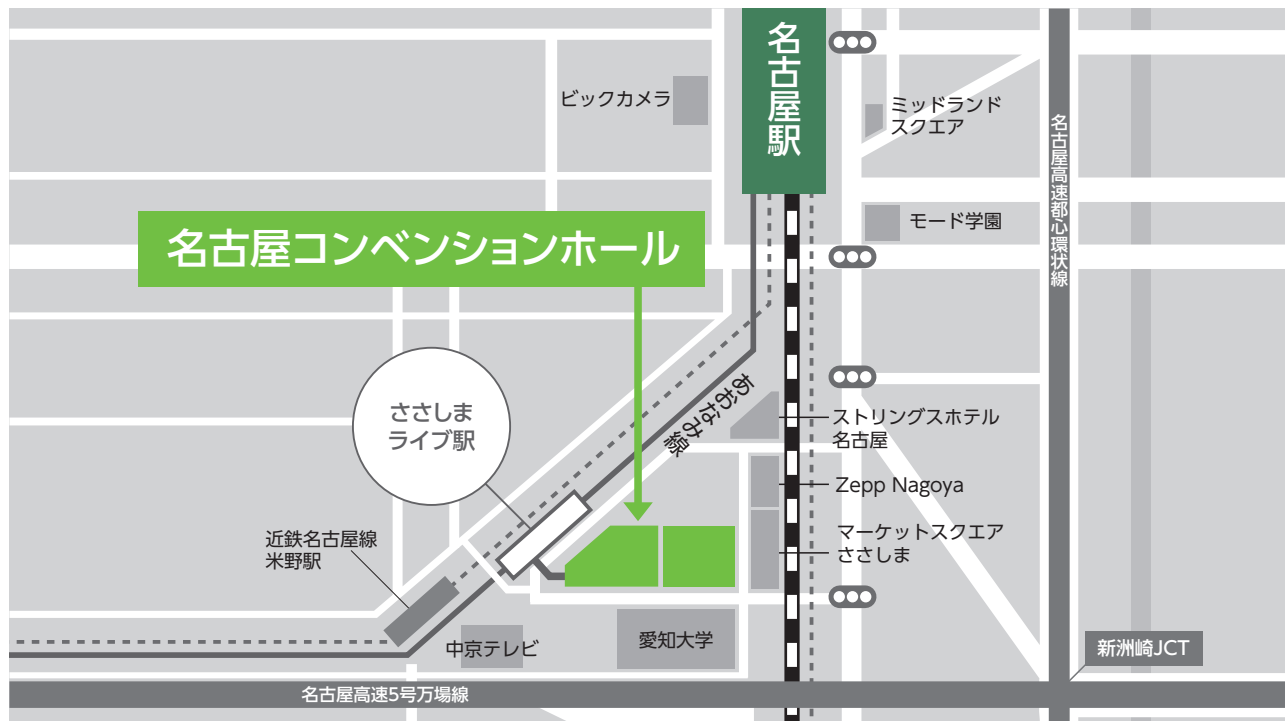 名古屋駅
ビックカメラ
ミッドランド
スクエア
名古屋高速都心環状線
モード学園
名古屋コンベンションホール
ささしま
ライブ駅
あおなみ線
ストリングスホテル
名古屋
Zepp Nagoya
マーケットスクエア
ささしま
近鉄名古屋線
米野駅
中京テレビ
愛知大学
新洲崎JCT
名古屋高速5号万場線